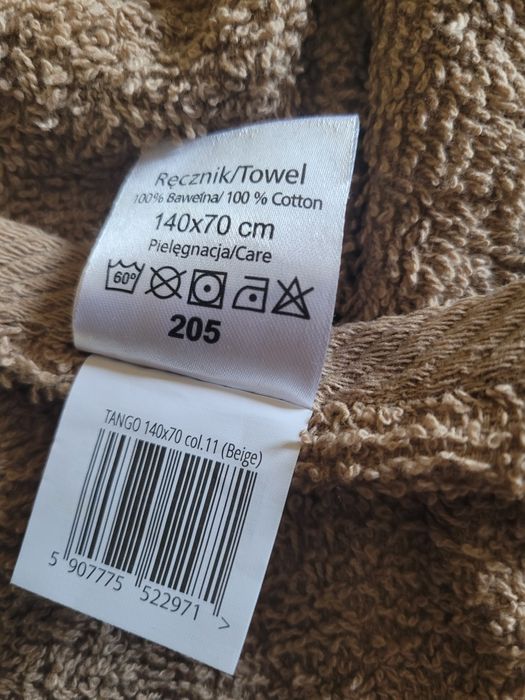 Ręcznik/Towel
100% Bawełna/ 100 % Cotton
140x70 cm
Pielęgnacja/Care
60°
205
TANGO 140x70 col.11 (Beige)
5 907775 522971 >